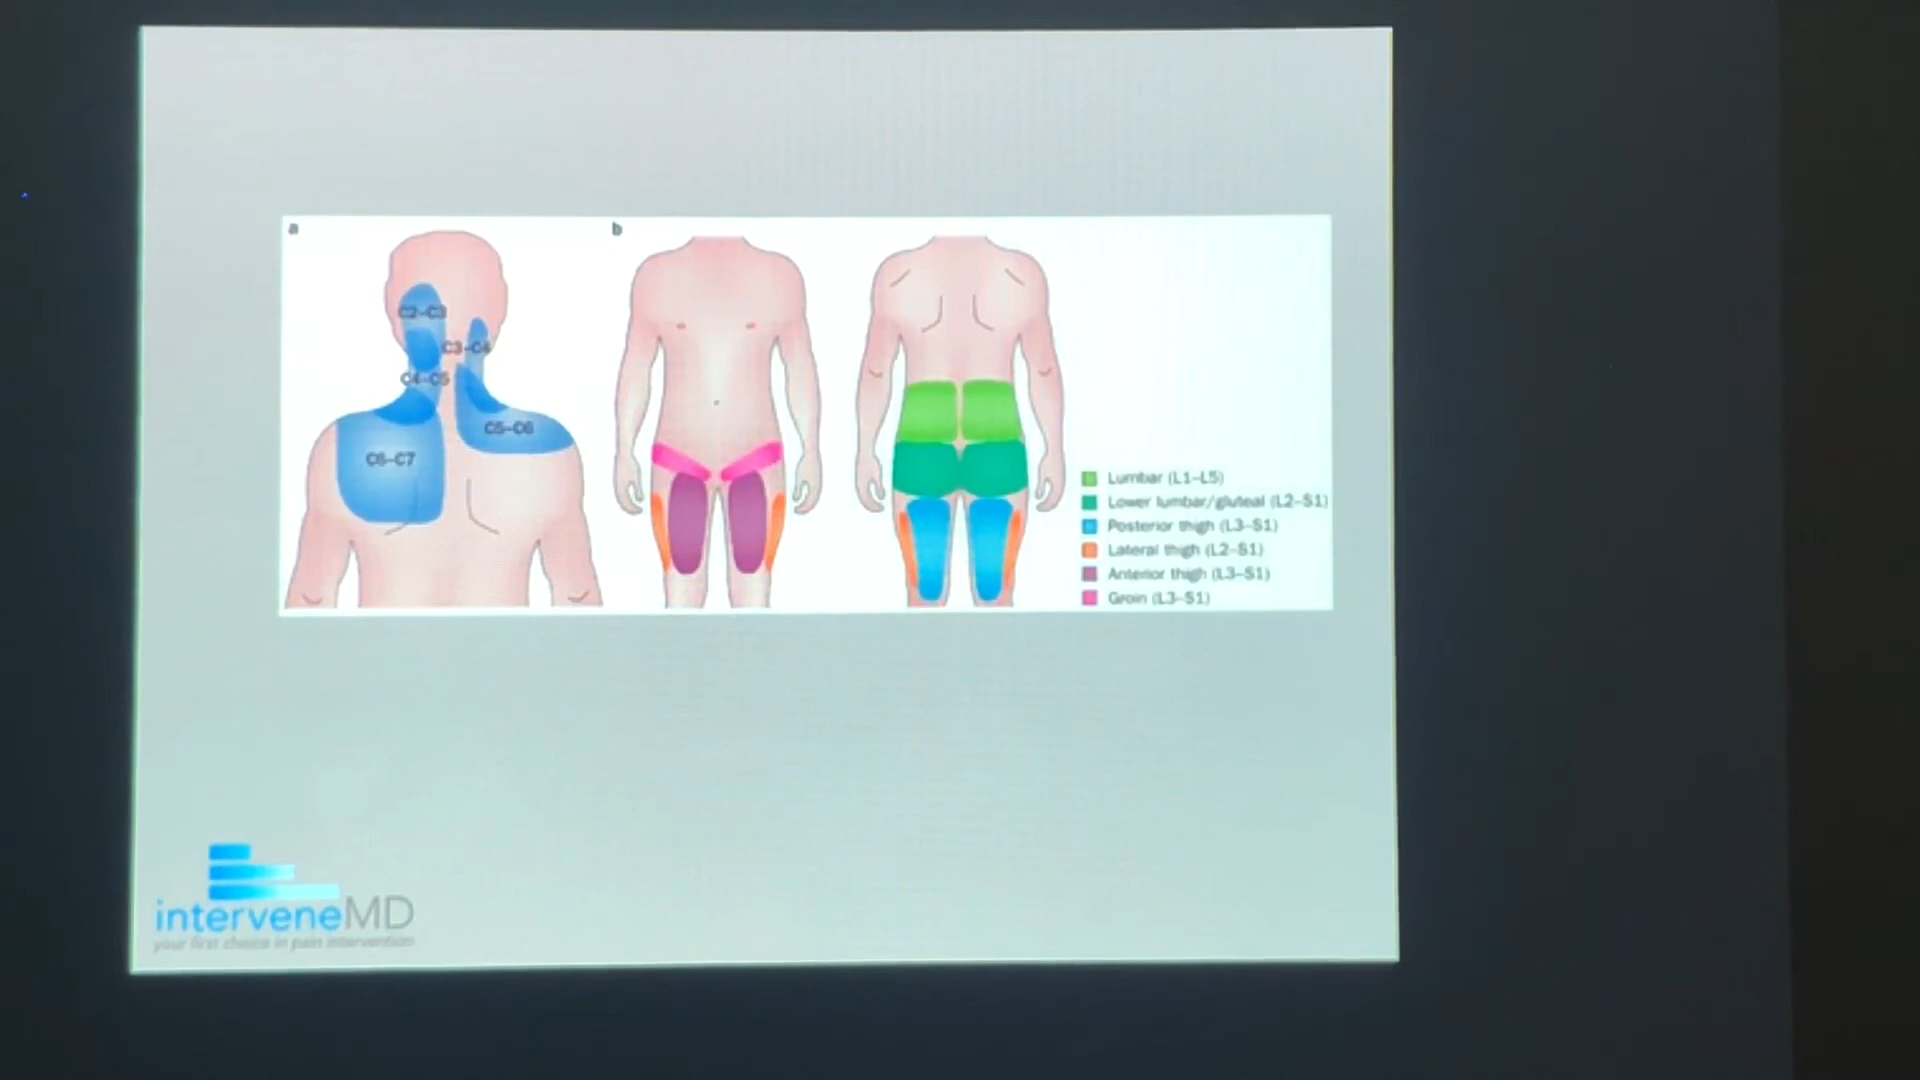 a
b
C2–C3
C3–C4
C4–C5
C5–C6
C6–C7
Lumbar (L1–L5)
Lower lumbar/gluteal (L2–S1)
Posterior thigh (L3–S1)
Lateral thigh (L2–S1)
Anterior thigh (L3–S1)
Groin (L3–S1)
interveneMD
your first choice in pain intervention